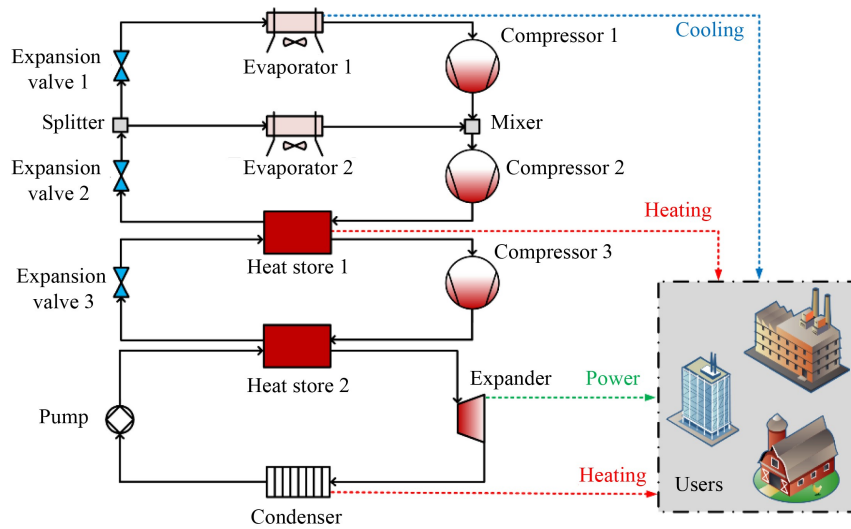 Compressor 1
Cooling
Expansion
valve 1
Evaporator 1
Splitter
Mixer
Expansion
valve 2
Evaporator 2
Compressor 2
Heating
Heat store 1
Compressor 3
Expansion
valve 3
Heat store 2
Expander
Power
Pump
Heating
Users
Condenser